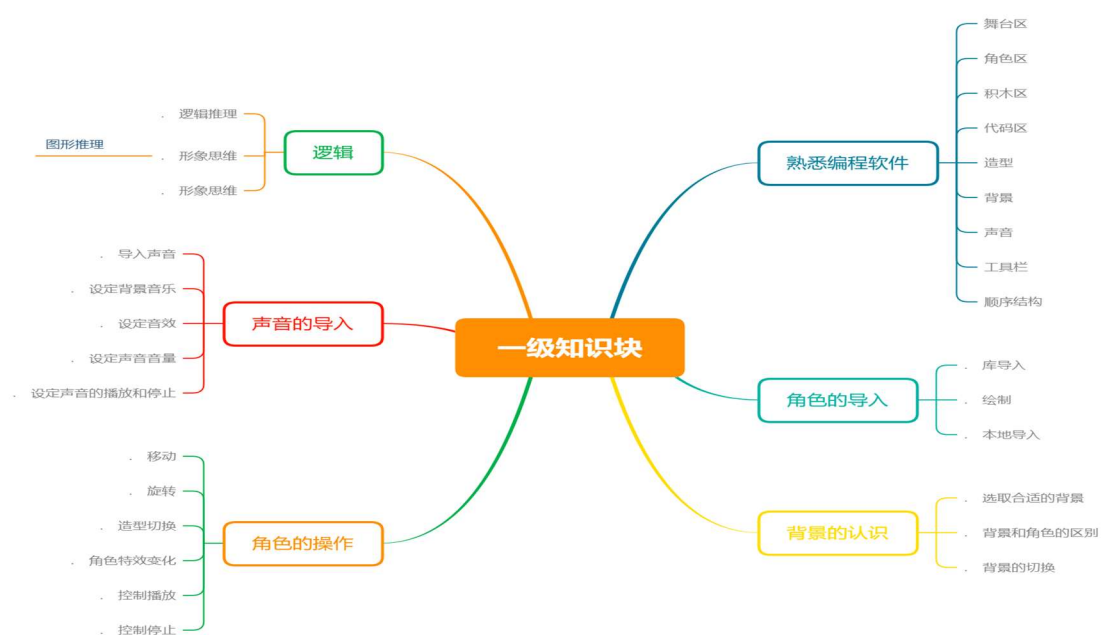 一级知识块
熟悉编程软件
舞台区
角色区
积木区
代码区
造型
背景
声音
工具栏
顺序结构
角色的导入
. 库导入
. 绘制
. 本地导入
背景的认识
. 选取合适的背景
. 背景和角色的区别
. 背景的切换
逻辑
. 逻辑推理
. 形象思维
图形推理
. 形象思维
声音的导入
. 导入声音
. 设定背景音乐
. 设定音效
. 设定声音音量
. 设定声音的播放和停止
角色的操作
. 移动
. 旋转
. 造型切换
. 角色特效变化
. 控制播放
. 控制停止